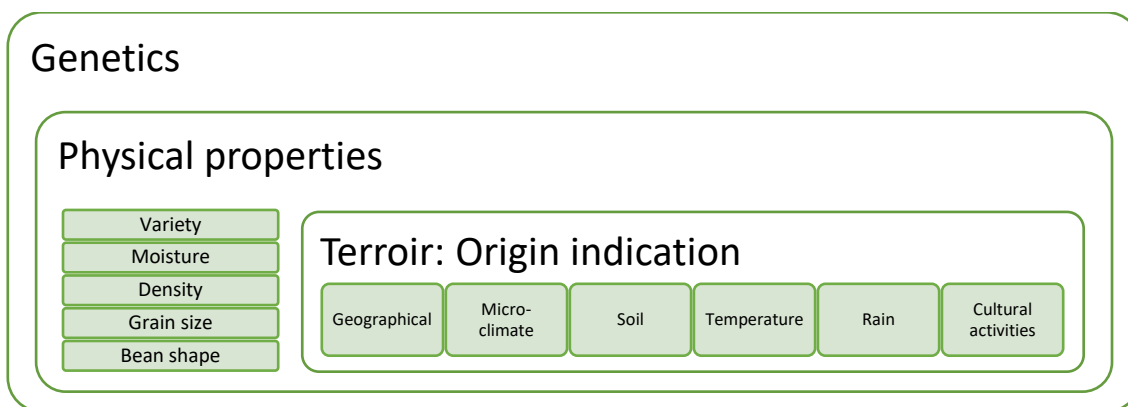 Genetics
Physical properties
Variety
Moisture
Density
Grain size
Bean shape
Terroir: Origin indication
Geographical
Micro-
climate
Soil
Temperature
Rain
Cultural
activities